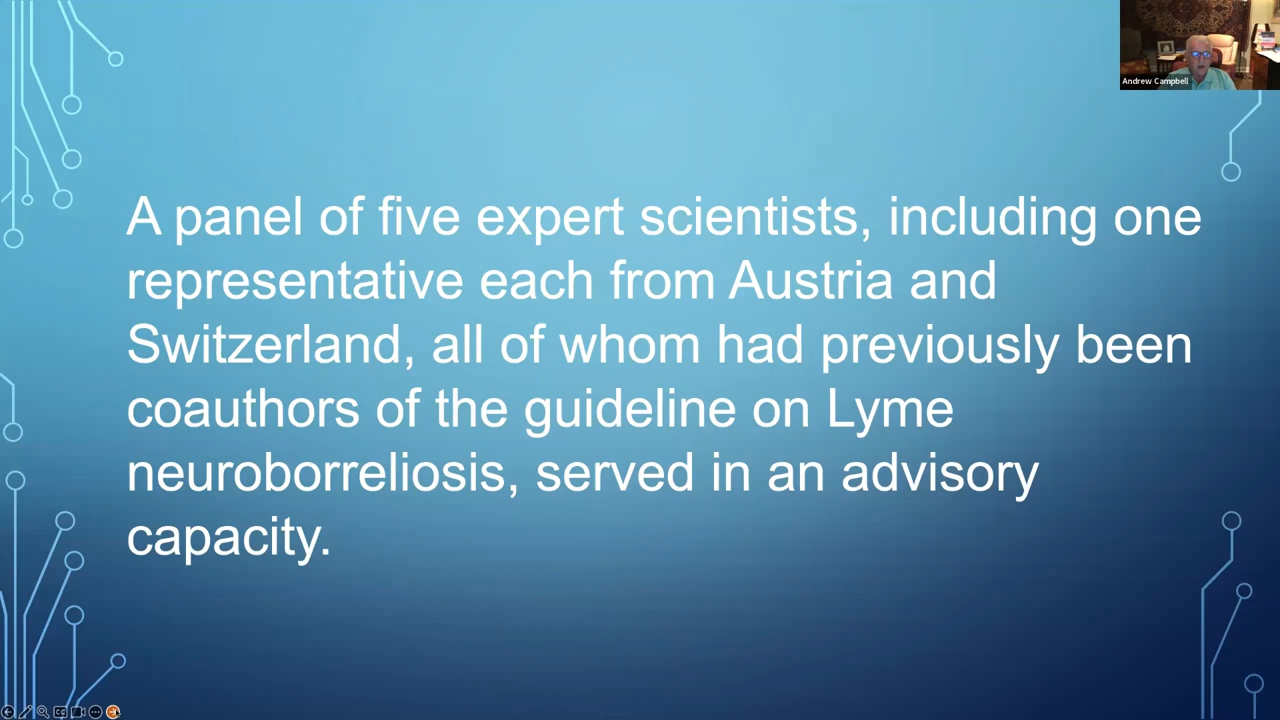 Andrew Campbell
A panel of five expert scientists, including one
representative each from Austria and
Switzerland, all of whom had previously been
coauthors of the guideline on Lyme
neuroborreliosis, served in an advisory
capacity.